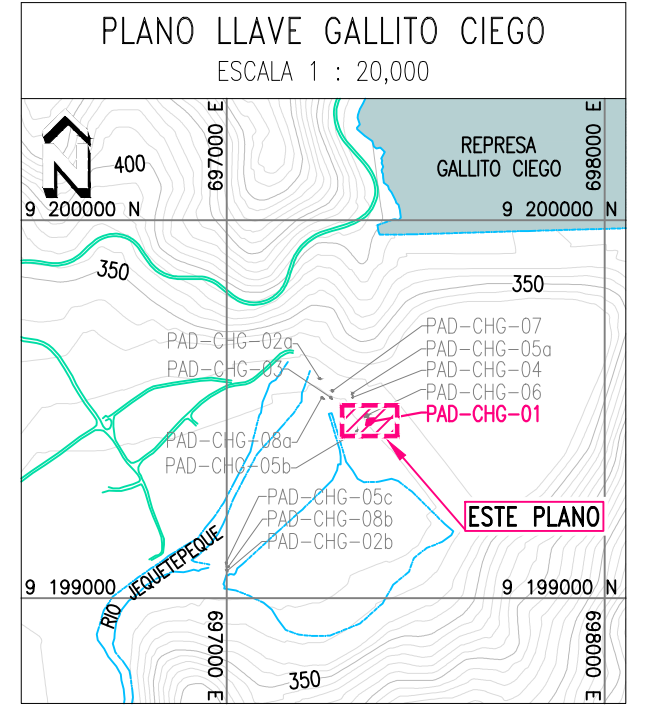 PLANO LLAVE GALLITO CIEGO
ESCALA 1 : 20,000
697000 E
698000 E
REPRESA
GALLITO CIEGO
400
9 200000 N
9 200000 N
350
350
PAD-CHG-02a
PAD-CHG-03
PAD-CHG-07
PAD-CHG-05a
PAD-CHG-04
PAD-CHG-06
PAD-CHG-01
PAD-CHG-08a
PAD-CHG-05b
PAD-CHG-05c
PAD-CHG-08b
PAD-CHG-02b
ESTE PLANO
RIO JEQUETEPEQUE
9 199000 N
9 199000 N
697000 E
698000 E
350
N